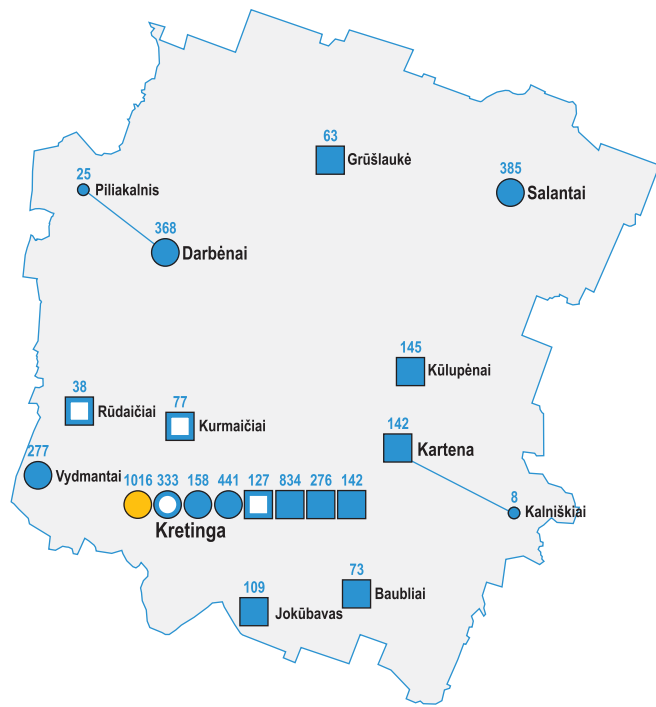 63
Grūšlaukė
25
Piliakalnis
385
Salantai
368
Darbėnai
145
Kūlupėnai
38
Rūdaičiai
77
Kurmaičiai
142
Kartena
277
Vydmantai
1016 333 158 441 127 834 276 142
Kretinga
8
Kalniškiai
73
Baubliai
109
Jokūbavas